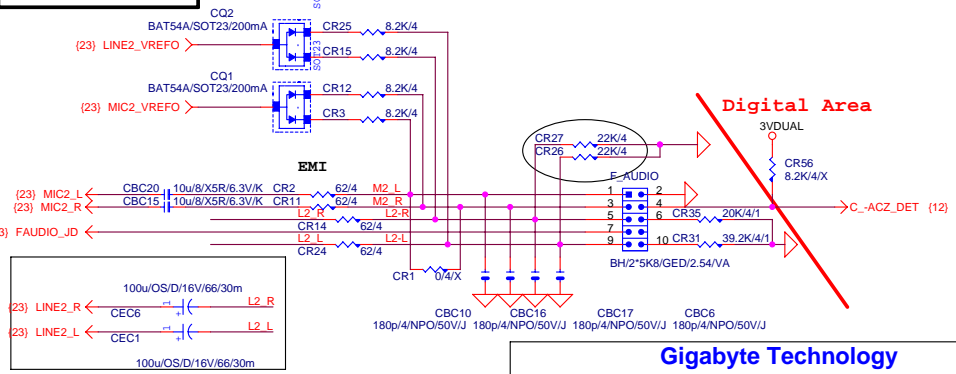 CQ2
BAT54A/SOT23/200mA
SOT23
CR25 8.2K/4
{23} LINE2_VREFO
CR15 8.2K/4
CQ1
BAT54A/SOT23/200mA
CR12 8.2K/4
{23} MIC2_VREFO
CR3 8.2K/4
Digital Area
3VDUAL
CR27 22K/4
CR26 22K/4
CR56
8.2K/4/X
EMI
F_AUDIO
{23} MIC2_L CBC20 10u/8/X5R/6.3V/K CR2 62/4 M2_L 1 2
{23} MIC2_R CBC15 10u/8/X5R/6.3V/K CR11 62/4 M2_R 3 4 C_-ACZ_DET {12}
L2_R L2-R 5 6 CR35 20K/4/1
CR14 62/4
3} FAUDIO_JD 7
L2_L L2-L 9 10 CR31 39.2K/4/1
CR24 62/4
BH/2*5K8/GED/2.54/VA
CR1 0/4/X
100u/OS/D/16V/66/30m
{23} LINE2_R 1 L2_R
CEC6 +
{23} LINE2_L 1 L2_L
CEC1 +
100u/OS/D/16V/66/30m
CBC10 CBC16 CBC17 CBC6
180p/4/NPO/50V/J 180p/4/NPO/50V/J 180p/4/NPO/50V/J 180p/4/NPO/50V/J
Gigabyte Technology